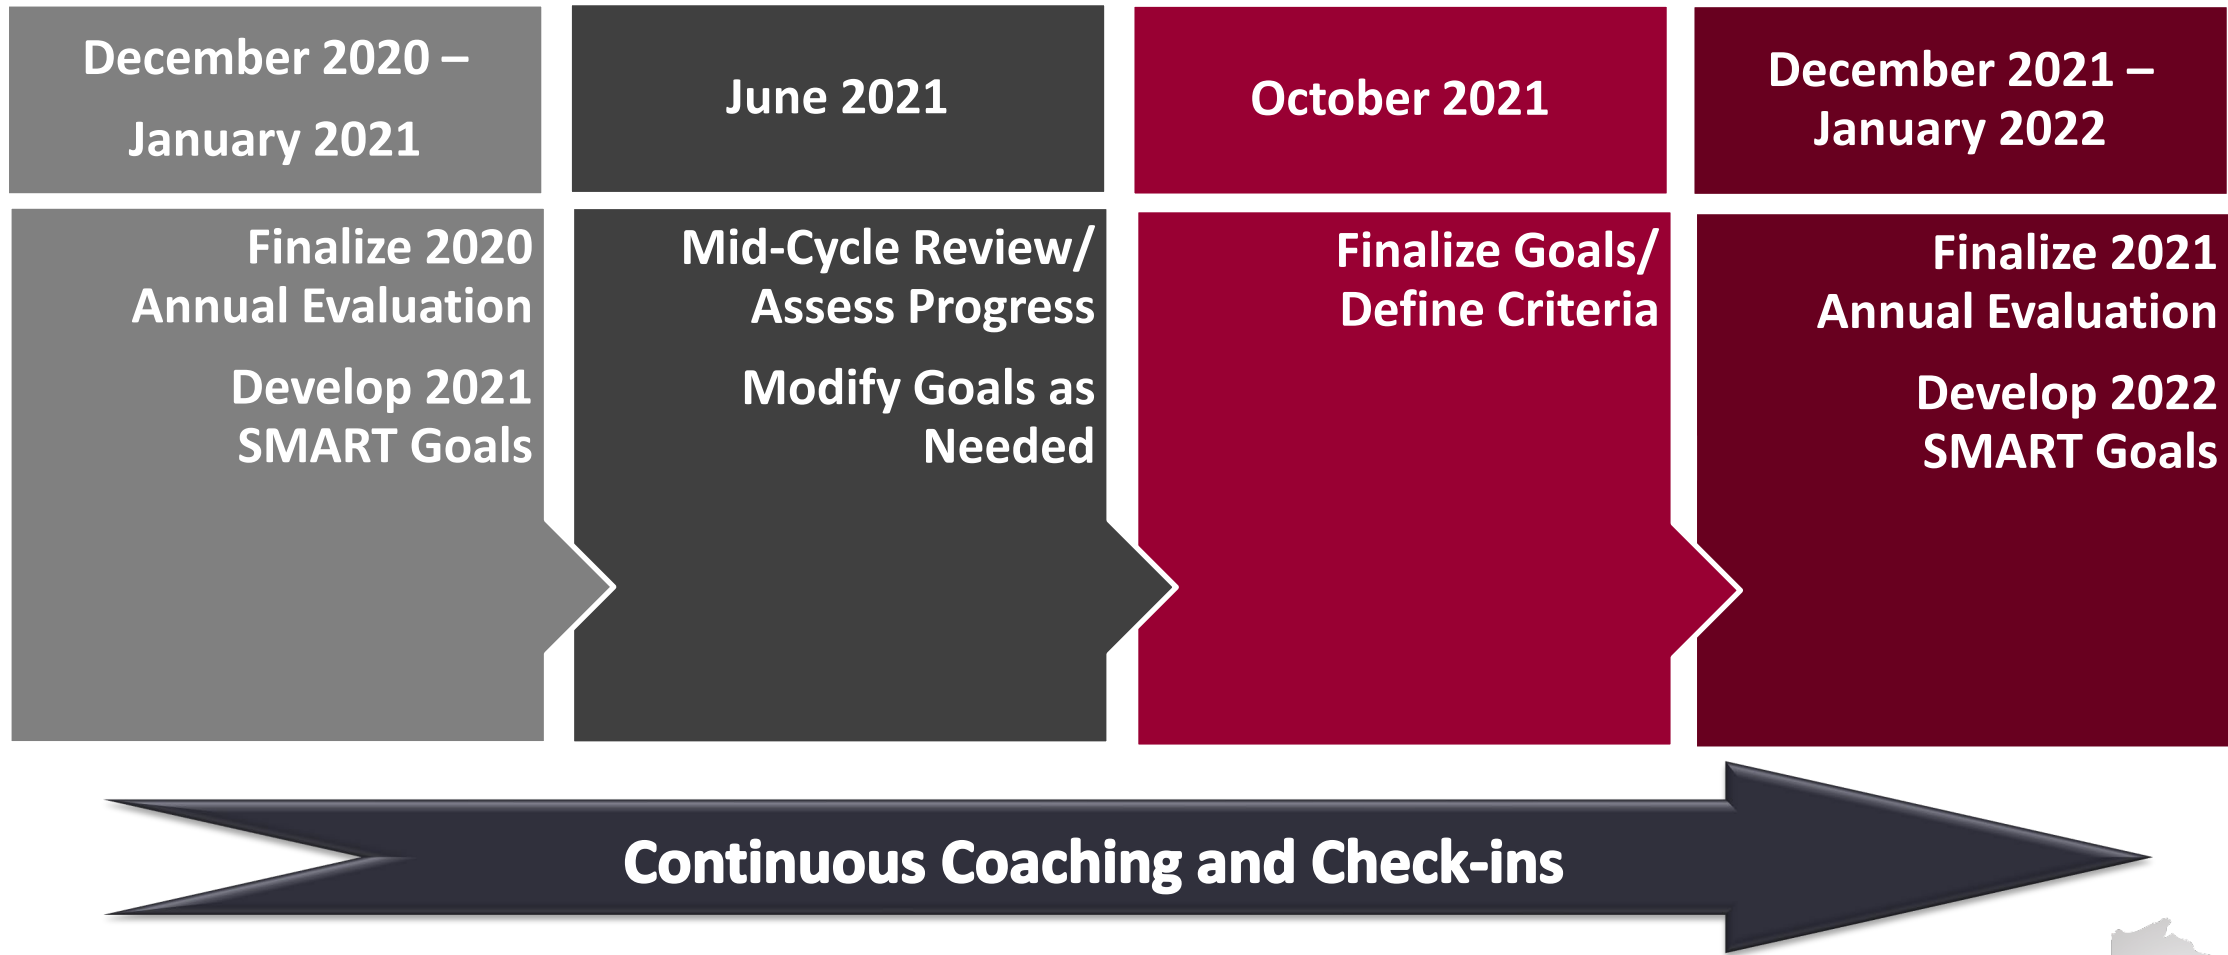 December 2020 –
January 2021
June 2021
October 2021
December 2021 –
January 2022
Finalize 2020
Annual Evaluation
Develop 2021
SMART Goals
Mid-Cycle Review/
Assess Progress
Modify Goals as
Needed
Finalize Goals/
Define Criteria
Finalize 2021
Annual Evaluation
Develop 2022
SMART Goals
Continuous Coaching and Check-ins